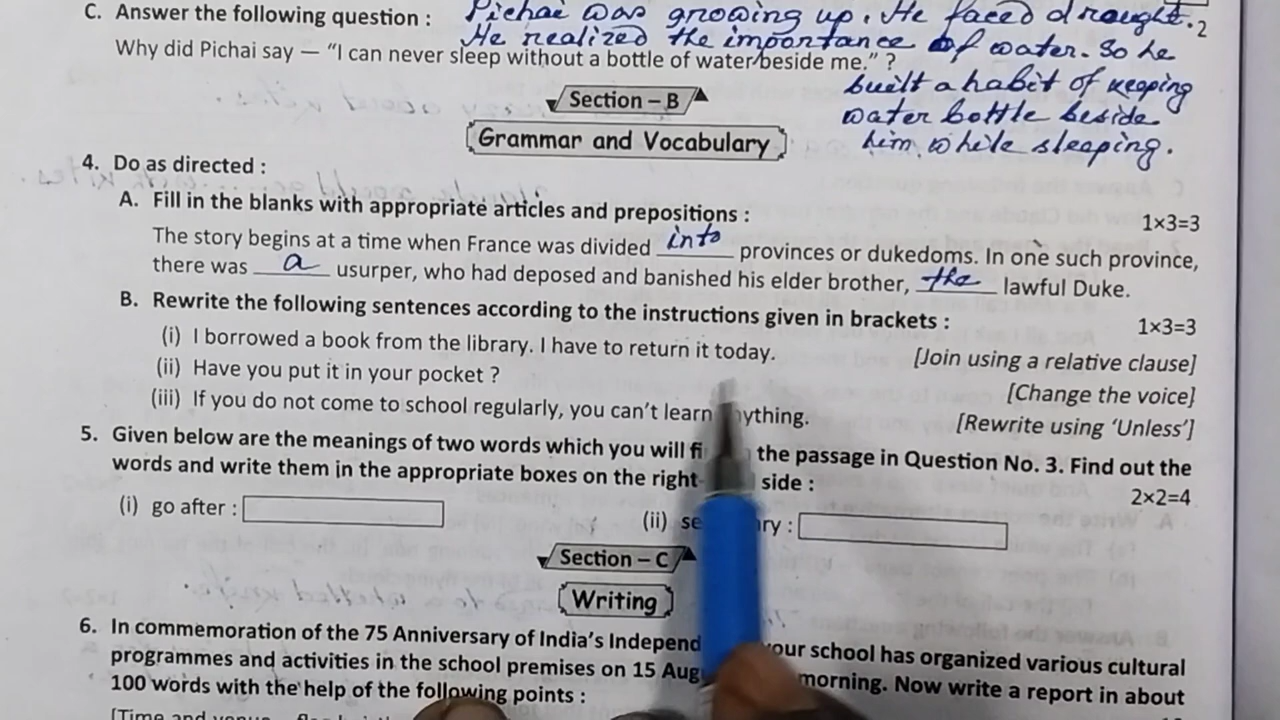 C. Answer the following question : Pichai was growing up. He faced drought. 2
He realized the importance of water. So he
Why did Pichai say — “I can never sleep without a bottle of water beside me.” ?
built a habit of keeping
water bottle beside
him while sleeping.
Section – B
Grammar and Vocabulary
4. Do as directed :
A. Fill in the blanks with appropriate articles and prepositions : 1×3=3
The story begins at a time when France was divided into provinces or dukedoms. In one such province,
there was a usurper, who had deposed and banished his elder brother, the lawful Duke.
B. Rewrite the following sentences according to the instructions given in brackets : 1×3=3
(i) I borrowed a book from the library. I have to return it today. [Join using a relative clause]
(ii) Have you put it in your pocket ? [Change the voice]
(iii) If you do not come to school regularly, you can’t learn anything. [Rewrite using ‘Unless’]
5. Given below are the meanings of two words which you will the passage in Question No. 3. Find out the
words and write them in the appropriate boxes on the right side : 2×2=4
(i) go after : (ii)
Section – C
Writing
6. In commemoration of the 75 Anniversary of India’s your school has organized various cultural
programmes and activities in the school premises on 15 morning. Now write a report in about
100 words with the help of the following points :
[Time and venue